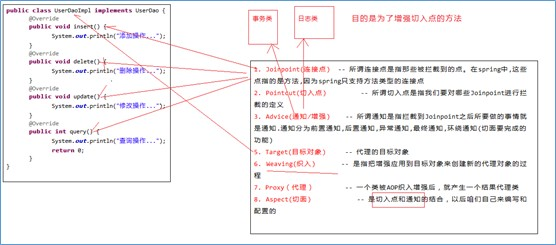 public class UserDaoImpl implements UserDao {
@Override
public void insert() {
System.out.println("添加操作...");
}
@Override
public void delete() {
System.out.println("删除操作...");
}
@Override
public void update() {
System.out.println("修改操作...");
}
@Override
public int query() {
System.out.println("查询操作...");
return 0;
}
}
事务类
日志类
目的是为了增强切入点的方法
1. Joinpoint(连接点) -- 所谓连接点是指那些被拦截到的点。在spring中,这些
点指的是方法,因为spring只支持方法类型的连接点
2. Pointcut(切入点) -- 所谓切入点是指我们要对哪些Joinpoint进行拦
截的定义
3. Advice(通知/增强) -- 所谓通知是指拦截到Joinpoint之后所要做的事情就
是通知.通知分为前置通知,后置通知,异常通知,最终通知,环绕通知(切面要完成的
功能)
5. Target(目标对象) -- 代理的目标对象
6. Weaving(织入) -- 是指把增强应用到目标对象来创建新的代理对象的过
程
7. Proxy（代理） -- 一个类被AOP织入增强后，就产生一个结果代理类
8. Aspect(切面) -- 是切入点和通知的结合，以后咱们自己来编写和
配置的